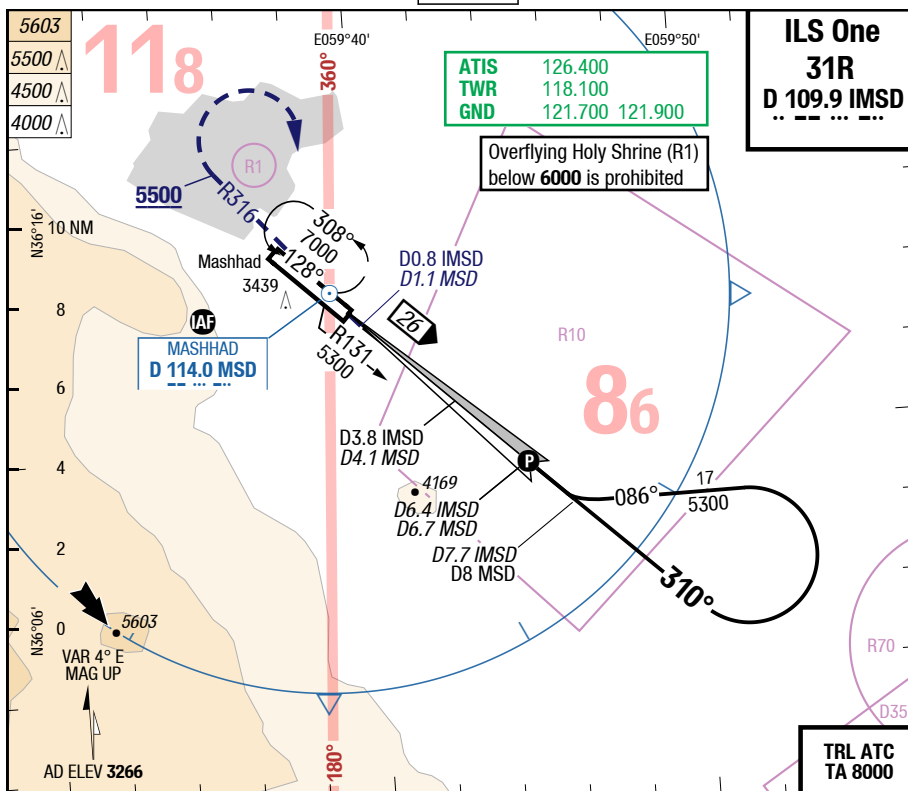 5603
5500
4500
4000
11 8
E059°40'
E059°50'
360°
ILS One
31R
D 109.9 IMSD
ATIS 126.400
TWR 118.100
GND 121.700 121.900
Overflying Holy Shrine (R1)
below 6000 is prohibited
R1
5500
R316
N36°16'
10 NM
308°
7000
128°
Mashhad
3439
D0.8 IMSD
D1.1 MSD
8
IAF
MASHHAD
D 114.0 MSD
R131
5300
26
R10
8 6
6
D3.8 IMSD
D4.1 MSD
4
P
4169
D6.4 IMSD
D6.7 MSD
086°
17
5300
D7.7 IMSD
D8 MSD
2
310°
N36°06'
0
5603
VAR 4° E
MAG UP
R70
D35
AD ELEV 3266
180°
TRL ATC
TA 8000